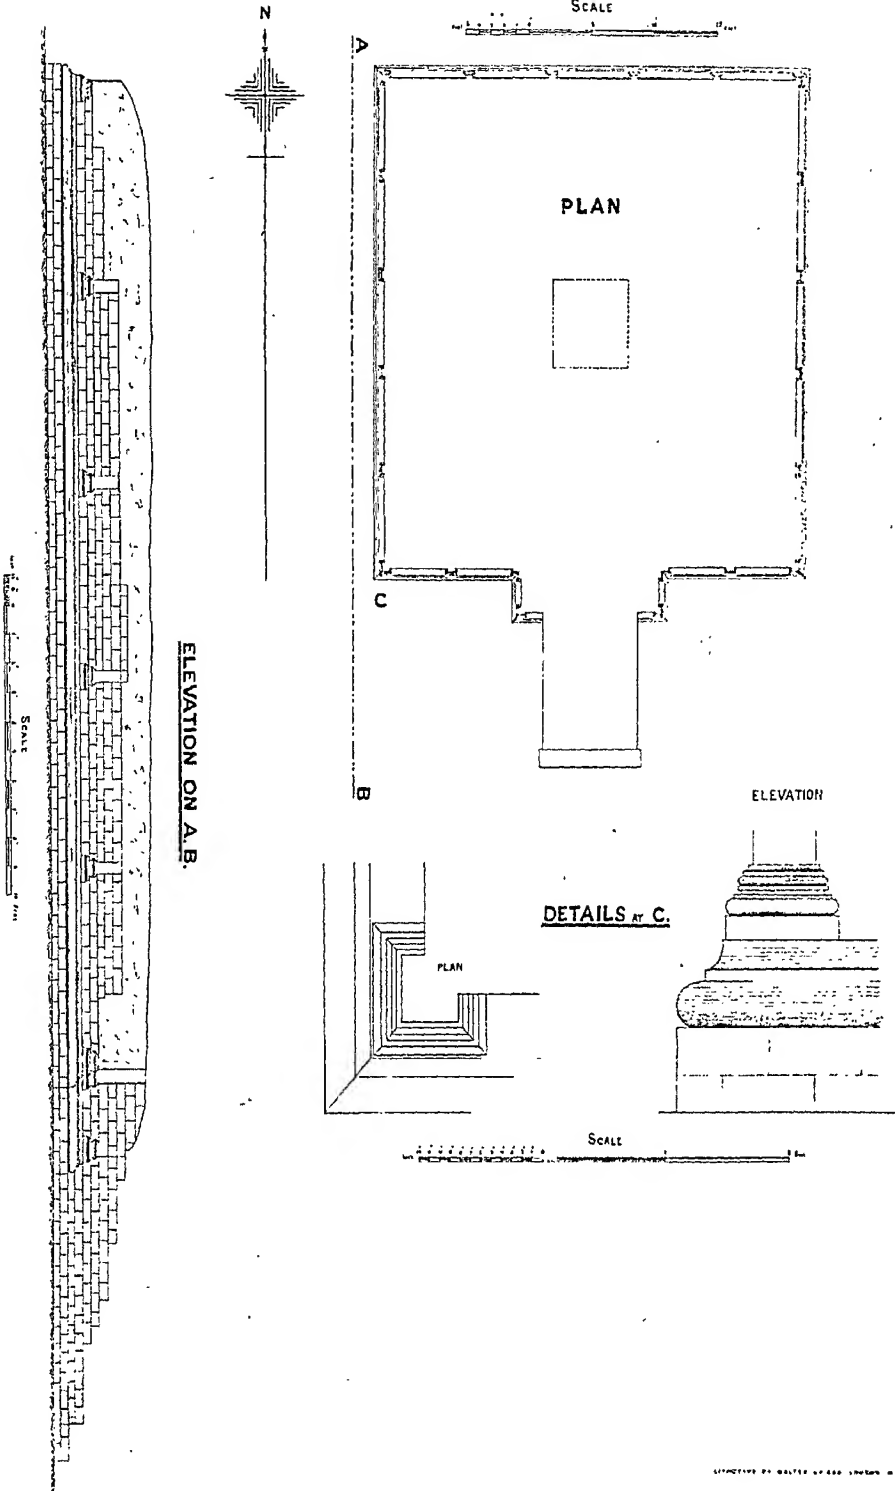 SCALE
N
A
PLAN
C
B
ELEVATION ON A.B.
SCALE
ELEVATION
DETAILS AT C.
PLAN
SCALE